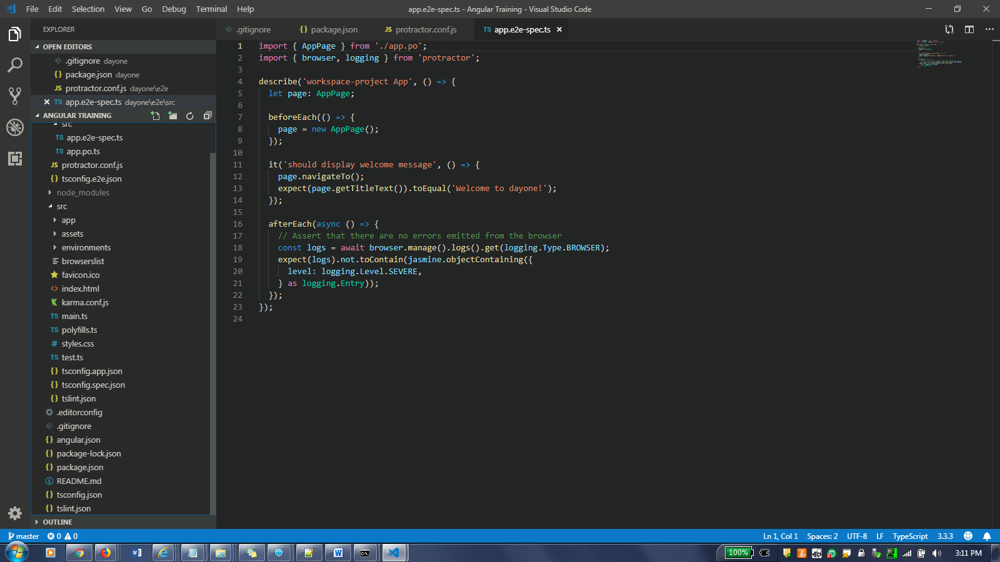 File Edit Selection View Go Debug Terminal Help
app.e2e-spec.ts - Angular Training - Visual Studio Code
EXPLORER
OPEN EDITORS
.gitignore dayone
{} package.json dayone
JS protractor.conf.js dayone\e2e
TS app.e2e-spec.ts dayone\e2e\src
ANGULAR TRAINING
src
TS app.e2e-spec.ts
TS app.po.ts
JS protractor.conf.js
{} tsconfig.e2e.json
node_modules
src
app
assets
environments
browserslist
favicon.ico
<> index.html
karma.conf.js
TS main.ts
TS polyfills.ts
# styles.css
TS test.ts
{} tsconfig.app.json
{} tsconfig.spec.json
{} tslint.json
.editorconfig
.gitignore
{} angular.json
{} package-lock.json
{} package.json
README.md
{} tsconfig.json
{} tslint.json
OUTLINE
.gitignore {} package.json JS protractor.conf.js TS app.e2e-spec.ts
1 import { AppPage } from './app.po';
2 import { browser, logging } from 'protractor';
3
4 describe('workspace-project App', () => {
5 let page: AppPage;
6
7 beforeEach(() => {
8 page = new AppPage();
9 });
10
11 it('should display welcome message', () => {
12 page.navigateTo();
13 expect(page.getTitleText()).toEqual('Welcome to dayone!');
14 });
15
16 afterEach(async () => {
17 // Assert that there are no errors emitted from the browser
18 const logs = await browser.manage().logs().get(logging.Type.BROWSER);
19 expect(logs).not.toContain(jasmine.objectContaining({
20 level: logging.Level.SEVERE,
21 } as logging.Entry));
22 });
23 });
24
master 0 0
Ln 1, Col 1 Spaces: 2 UTF-8 LF TypeScript 3.3.3
100% 3:11 PM